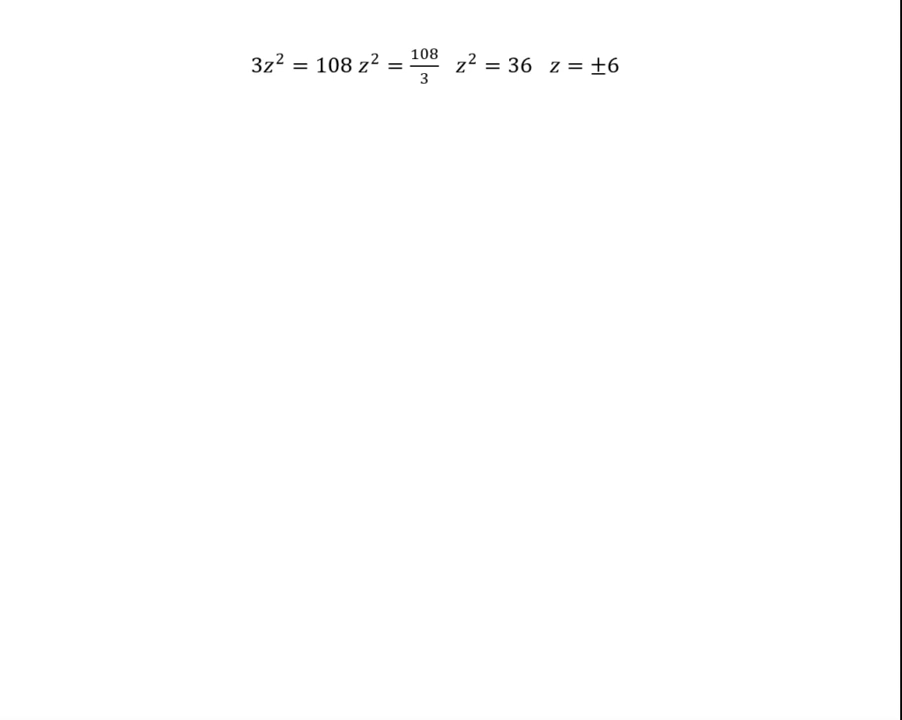 3z² = 108 z² = 108/3 z² = 36 z = ±6